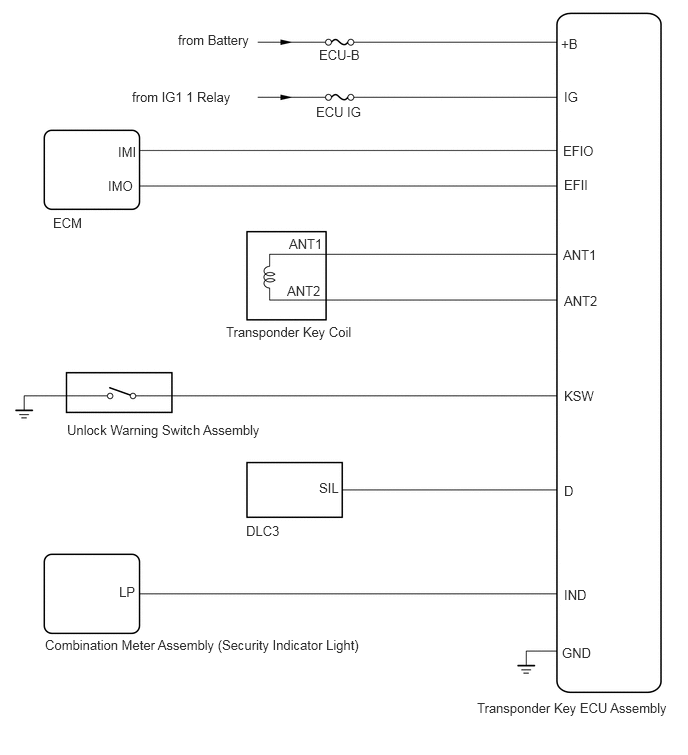 from Battery
ECU-B
+B
from IG1 1 Relay
ECU IG
IG
IMI
EFIO
IMO
EFII
ECM
ANT1
ANT1
ANT2
ANT2
Transponder Key Coil
KSW
Unlock Warning Switch Assembly
SIL
D
DLC3
LP
IND
Combination Meter Assembly (Security Indicator Light)
GND
Transponder Key ECU Assembly